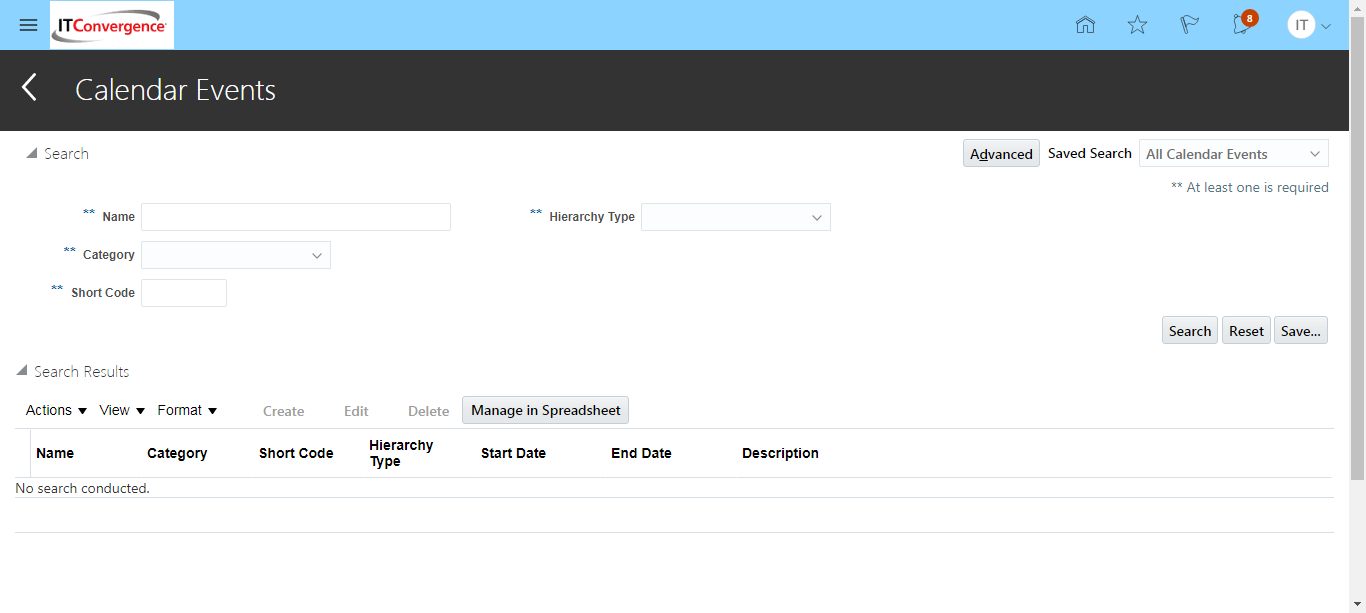 ITConvergence
8
IT
Calendar Events
Search
Advanced Saved Search All Calendar Events
** At least one is required
** Name ** Hierarchy Type
** Category
** Short Code
Search Reset Save...
Search Results
Actions View Format Create Edit Delete Manage in Spreadsheet
Name Category Short Code Hierarchy Type Start Date End Date Description
No search conducted.